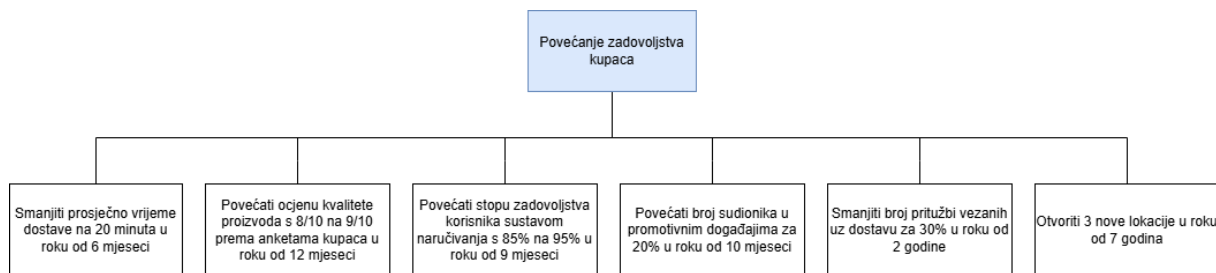 Povećanje zadovoljstva
kupaca
Smanjiti prosječno vrijeme
dostave na 20 minuta u
roku od 6 mjeseci
Povećati ocjenu kvalitete
proizvoda s 8/10 na 9/10
prema anketama kupaca u
roku od 12 mjeseci
Povećati stopu zadovoljstva
korisnika sustavom
naručivanja s 85% na 95% u
roku od 9 mjeseci
Povećati broj sudionika u
promotivnim događajima za
20% u roku od 10 mjeseci
Smanjiti broj pritužbi vezanih
uz dostavu za 30% u roku od
2 godine
Otvoriti 3 nove lokacije u roku
od 7 godina